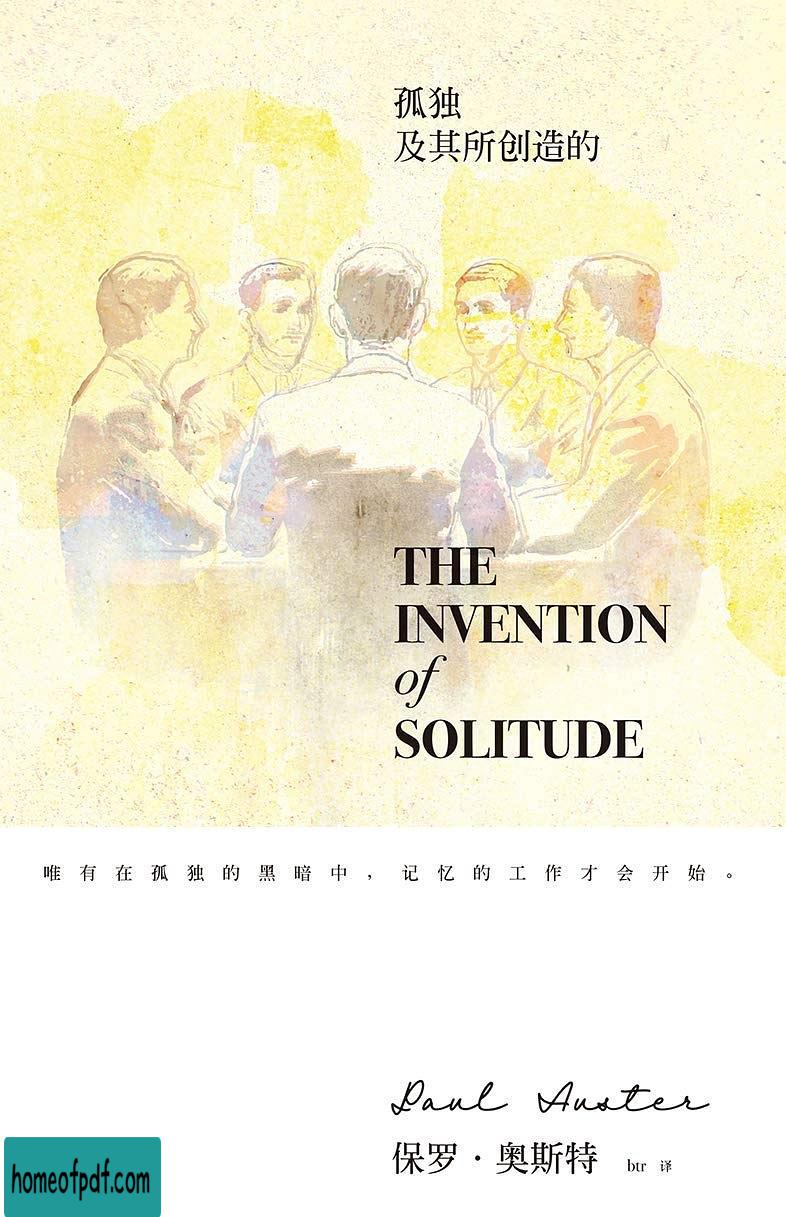 孤独
及其所创造的
THE
INVENTION
of
SOLITUDE
唯有在孤独的黑暗中，记忆的工作才会开始。
Paul Auster
保罗·奥斯特 btr 译
homeofpdf.com